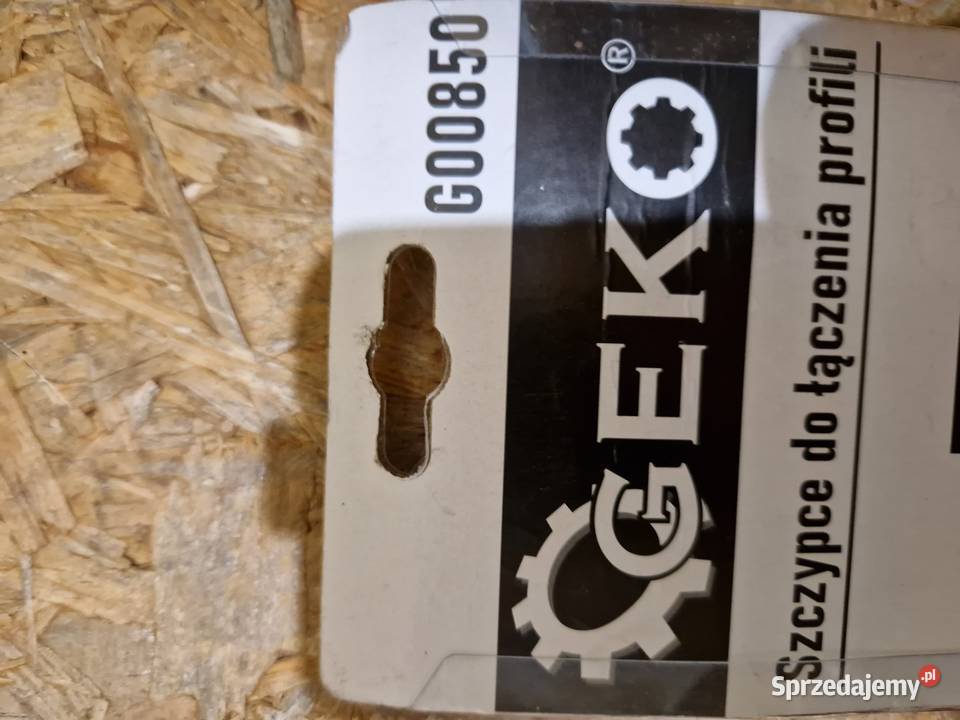 G00850
GEKO®
Szczypce do łączenia profili
Sprzedajemy.pl